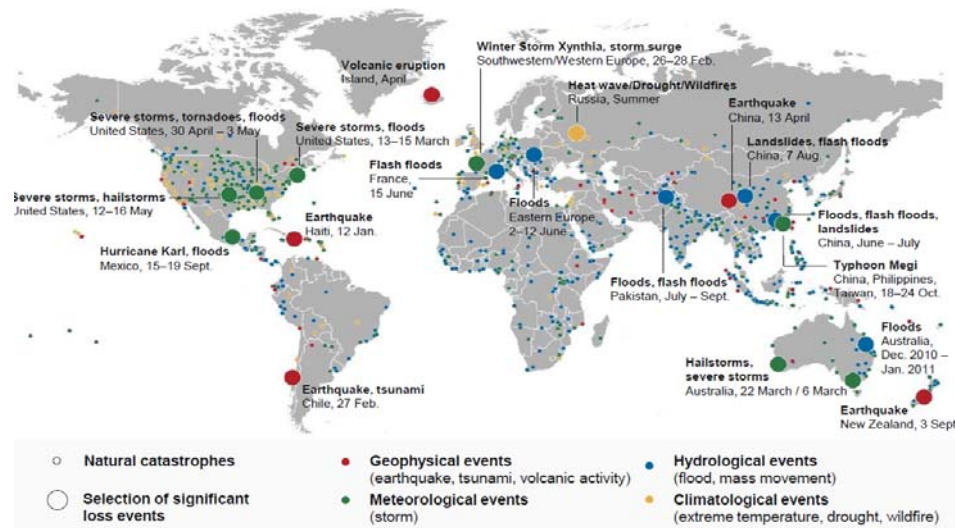 Winter Storm Xynthia, storm surge
Southwestern/Western Europe, 26–28 Feb.
Volcanic eruption
Island, April
Heat wave/Drought/Wildfires
Russia, Summer
Earthquake
China, 13 April
Severe storms, tornadoes, floods
United States, 30 April – 3 May
Severe storms, floods
United States, 13–15 March
Landslides, flash floods
China, 7 Aug.
Flash floods
France,
15 June
Severe storms, hailstorms
United States, 12–16 May
Floods
Eastern Europe,
2–12 June
Earthquake
Haiti, 12 Jan.
Floods, flash floods,
landslides
China, June – July
Hurricane Karl, floods
Mexico, 15–19 Sept.
Floods, flash floods
Pakistan, July – Sept.
Typhoon Megi
China, Philippines,
Taiwan, 18–24 Oct.
Floods
Australia,
Dec. 2010 –
Jan. 2011
Hailstorms,
severe storms
Australia, 22 March / 6 March
Earthquake, tsunami
Chile, 27 Feb.
Earthquake
New Zealand, 3 Sept
Natural catastrophes
Selection of significant
loss events
Geophysical events
(earthquake, tsunami, volcanic activity)
Meteorological events
(storm)
Hydrological events
(flood, mass movement)
Climatological events
(extreme temperature, drought, wildfire)